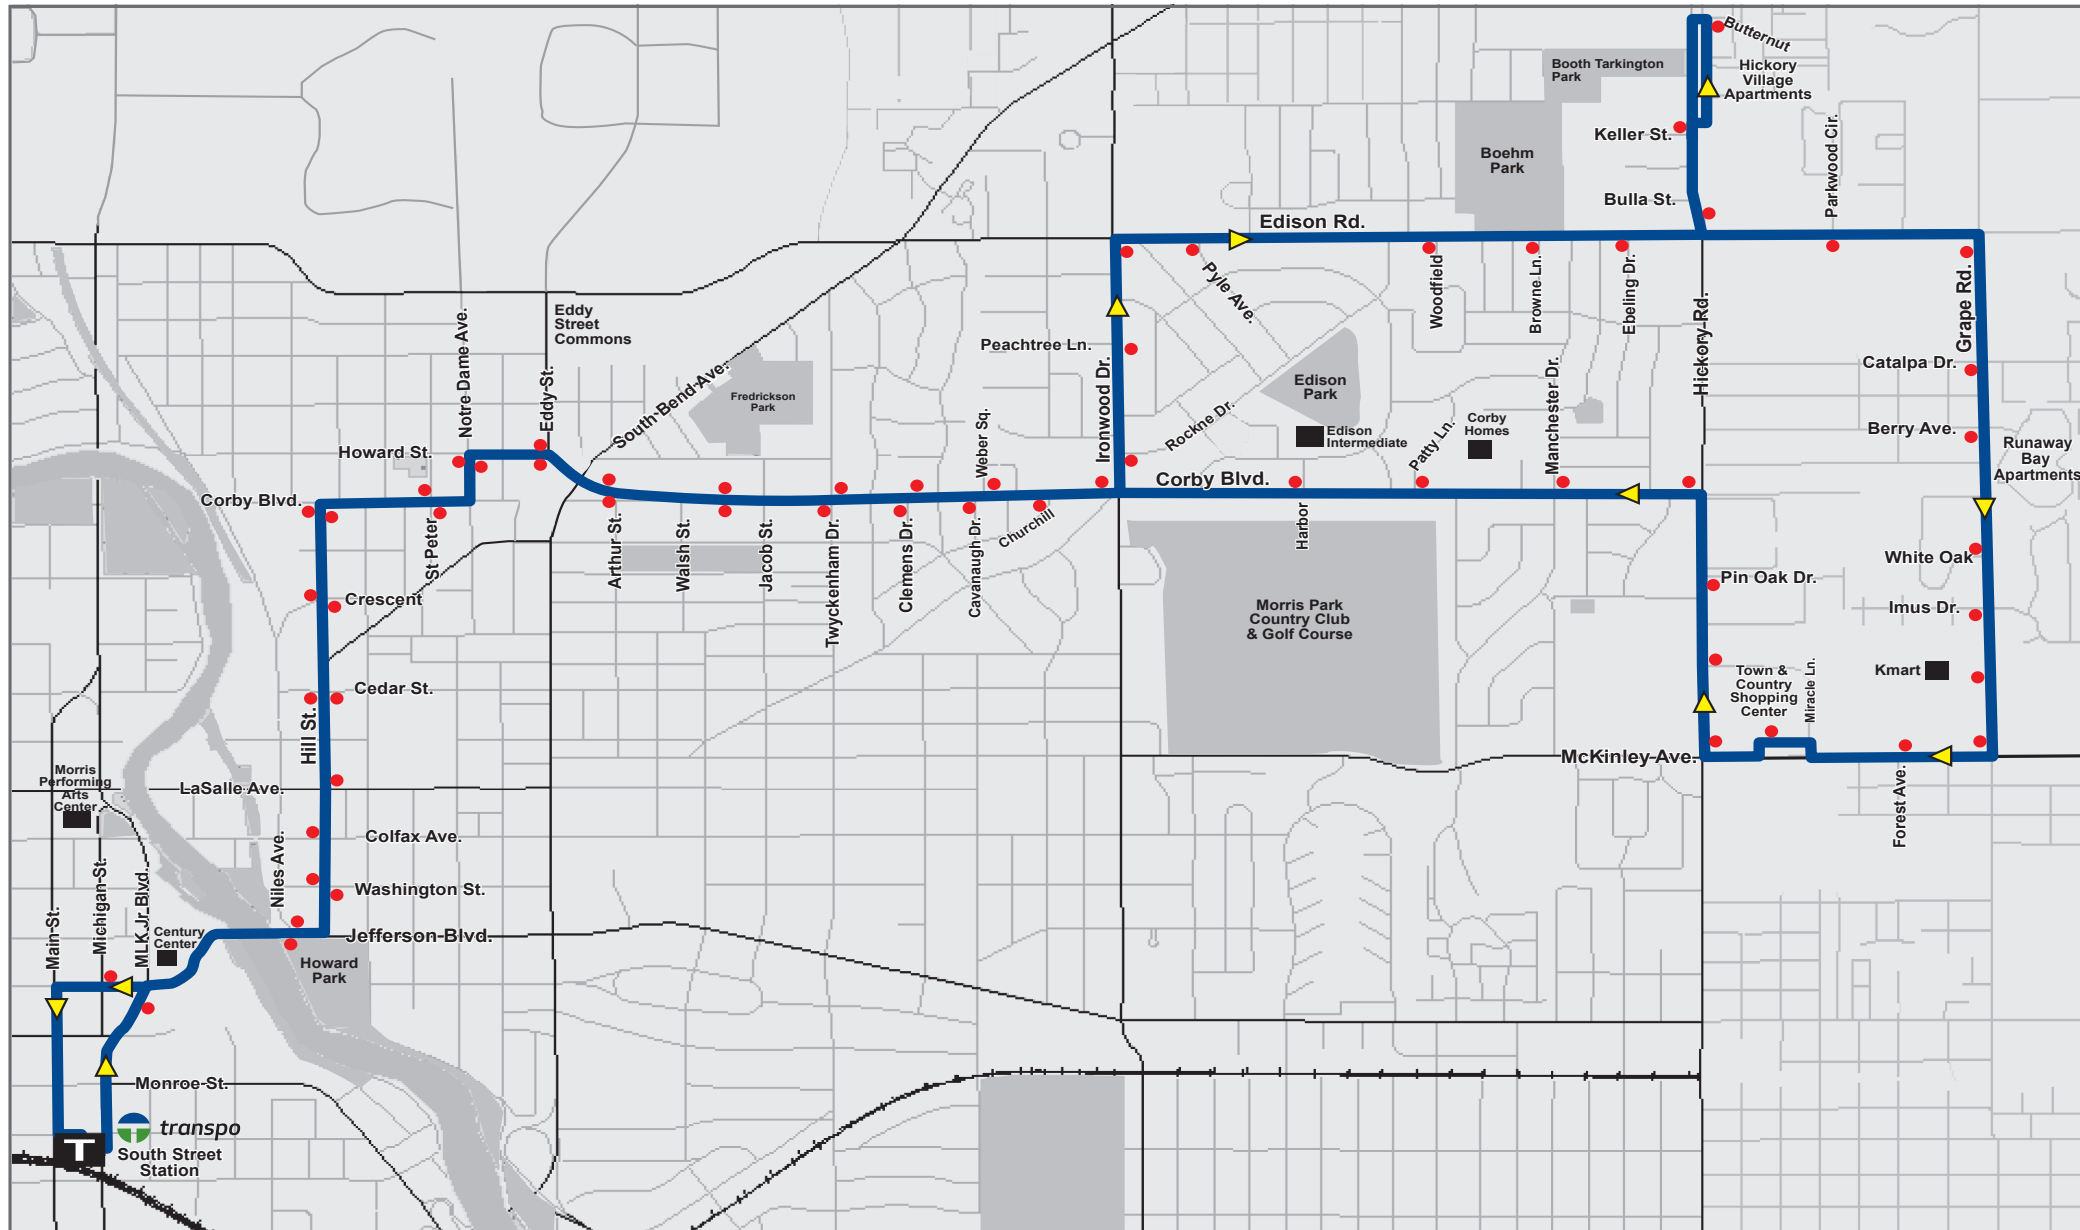 Butternut
Hickory
Village
Apartments
Booth Tarkington
Park
Keller St.
Parkwood Cir.
Boehm
Park
Bulla St.
Edison Rd.
Pyle Ave.
Woodfield
Browne Ln.
Ebeling Dr.
Hickory Rd.
Grape Rd.
Eddy
Street
Commons
Notre Dame Ave.
Eddy St.
South Bend Ave.
Peachtree Ln.
Ironwood Dr.
Catalpa Dr.
Fredrickson
Park
Edison
Park
Weber Sq.
Rockne Dr.
Edison
Intermediate
Patty Ln.
Corby
Homes
Manchester Dr.
Berry Ave.
Runaway
Bay
Apartments
Howard St.
Corby Blvd.
Corby Blvd.
St Peter
Arthur St.
Walsh St.
Jacob St.
Twyckenham Dr.
Clemens Dr.
Cavanaugh Dr.
Churchill
Harbor
White Oak
Pin Oak Dr.
Imus Dr.
Crescent
Morris Park
Country Club
& Golf Course
Cedar St.
Hill St.
Town &
Country
Shopping
Center
Miracle Ln.
Kmart
McKinley Ave.
Forest Ave.
Morris
Performing
Arts
Center
LaSalle Ave.
Colfax Ave.
Niles Ave.
Washington St.
Main St.
Michigan St.
MLK Jr Blvd.
Century
Center
Jefferson Blvd.
Howard
Park
Monroe St.
transpo
T
South Street
Station